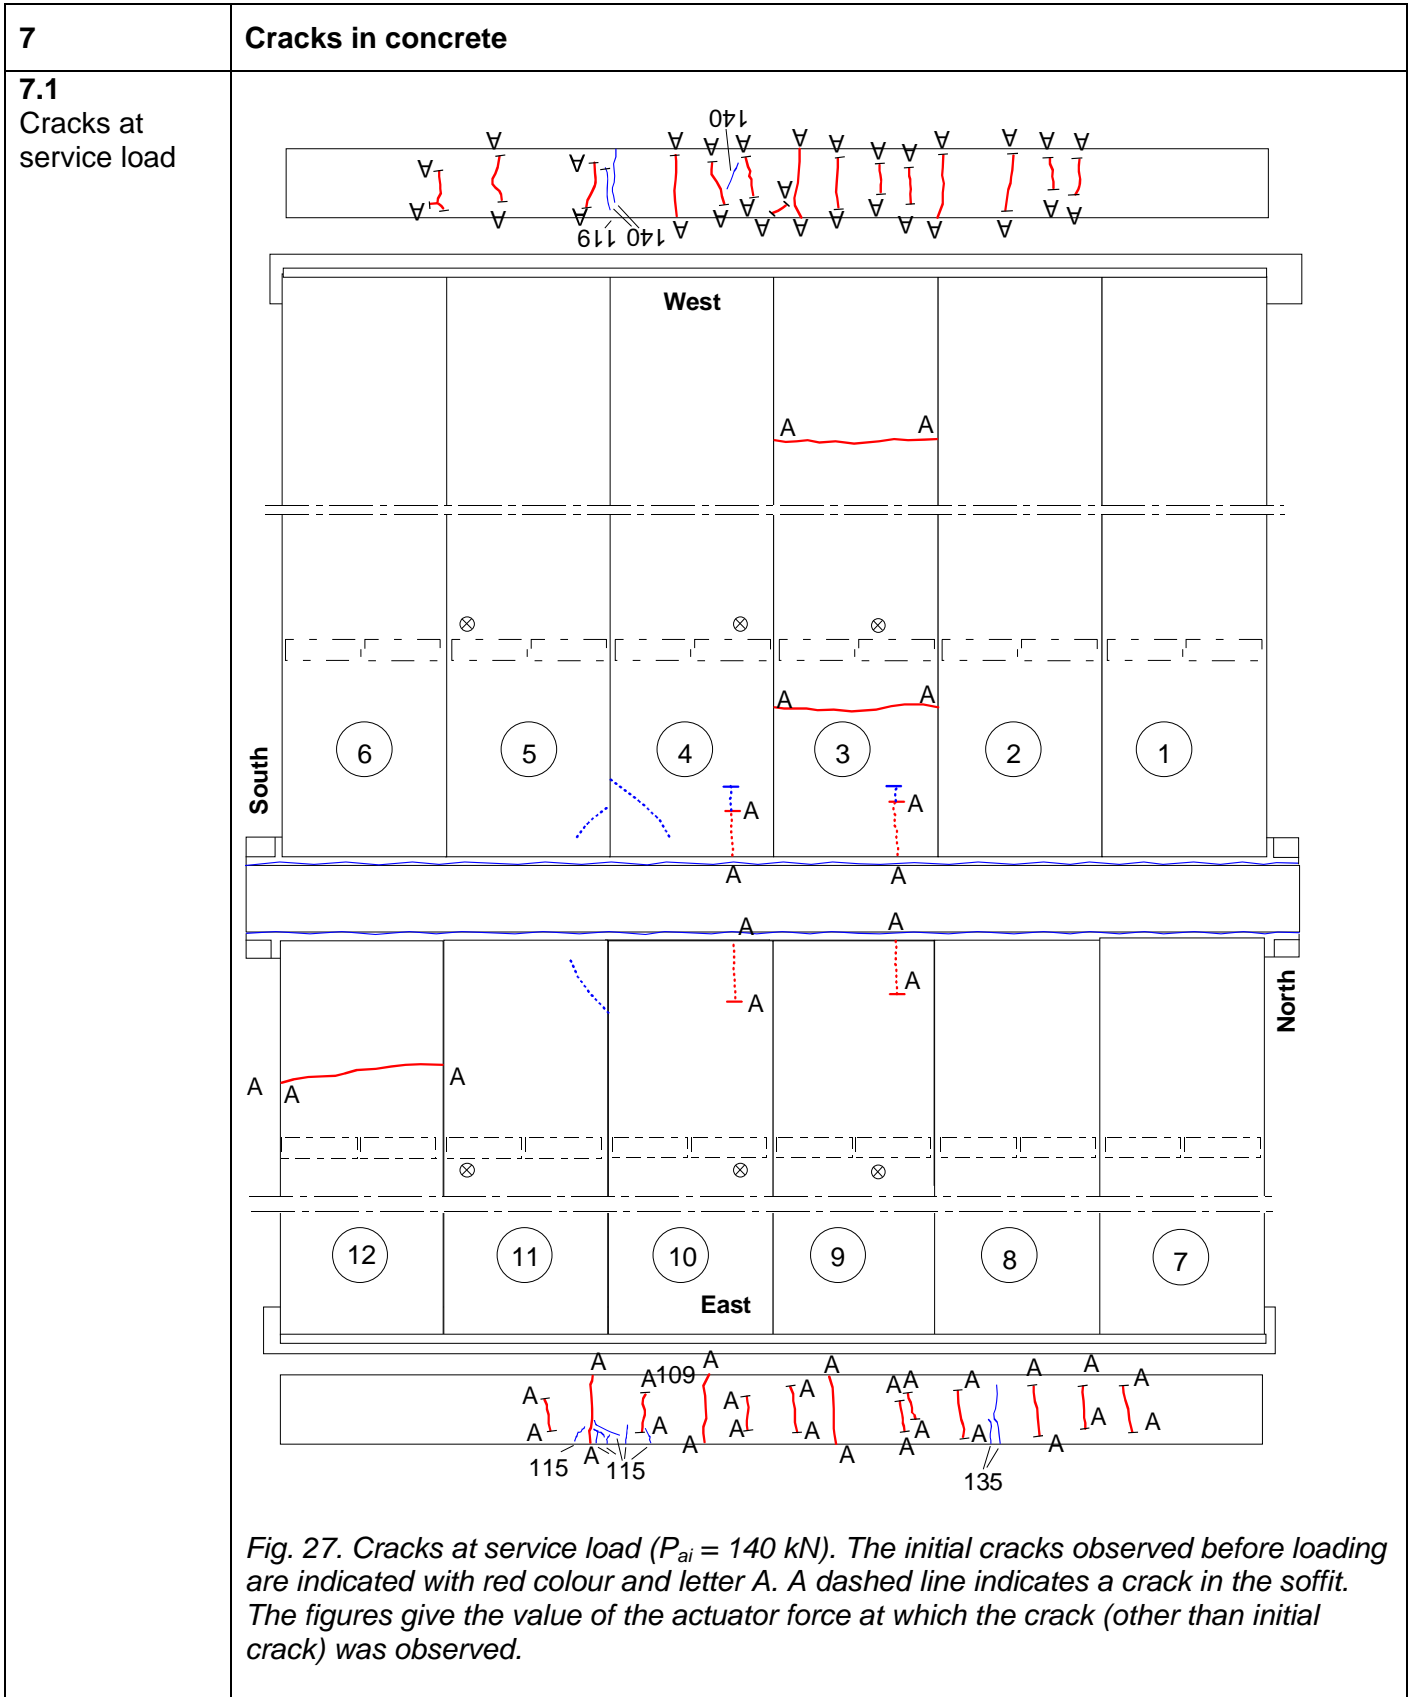 7 Cracks in concrete
7.1
Cracks at
service load
140
A A A A A A A A A A A A A A A
A A A A A A A A A A A A A A A A
119 140
West
A A
A A
6 5 4 3 2 1
South
A A
A A
A A
A A
North
A A A
12 11 10 9 8 7
East
A A 109 A A A A A A A A
A A A A
A A A A A A A A A A
115 115 135
Fig. 27. Cracks at service load (Pai = 140 kN). The initial cracks observed before loading
are indicated with red colour and letter A. A dashed line indicates a crack in the soffit.
The figures give the value of the actuator force at which the crack (other than initial
crack) was observed.